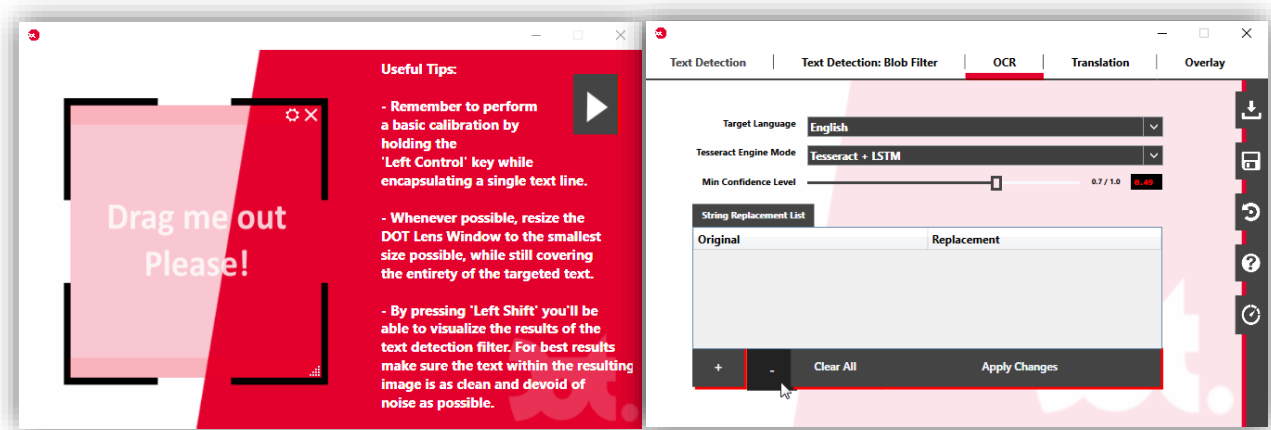 Useful Tips:
- Remember to perform
a basic calibration by
holding the
'Left Control' key while
encapsulating a single text line.
- Whenever possible, resize the
DOT Lens Window to the smallest
size possible, while still covering
the entirety of the targeted text.
- By pressing 'Left Shift' you'll be
able to visualize the results of the
text detection filter. For best results
make sure the text within the resulting
image is as clean and devoid of
noise as possible.
Drag me out
Please!
Text Detection
Text Detection: Blob Filter
OCR
Translation
Overlay
Target Language
English
Tesseract Engine Mode
Tesseract + LSTM
Min Confidence Level
0.7 / 1.0
0.49
String Replacement List
Original
Replacement
+
-
Clear All
Apply Changes